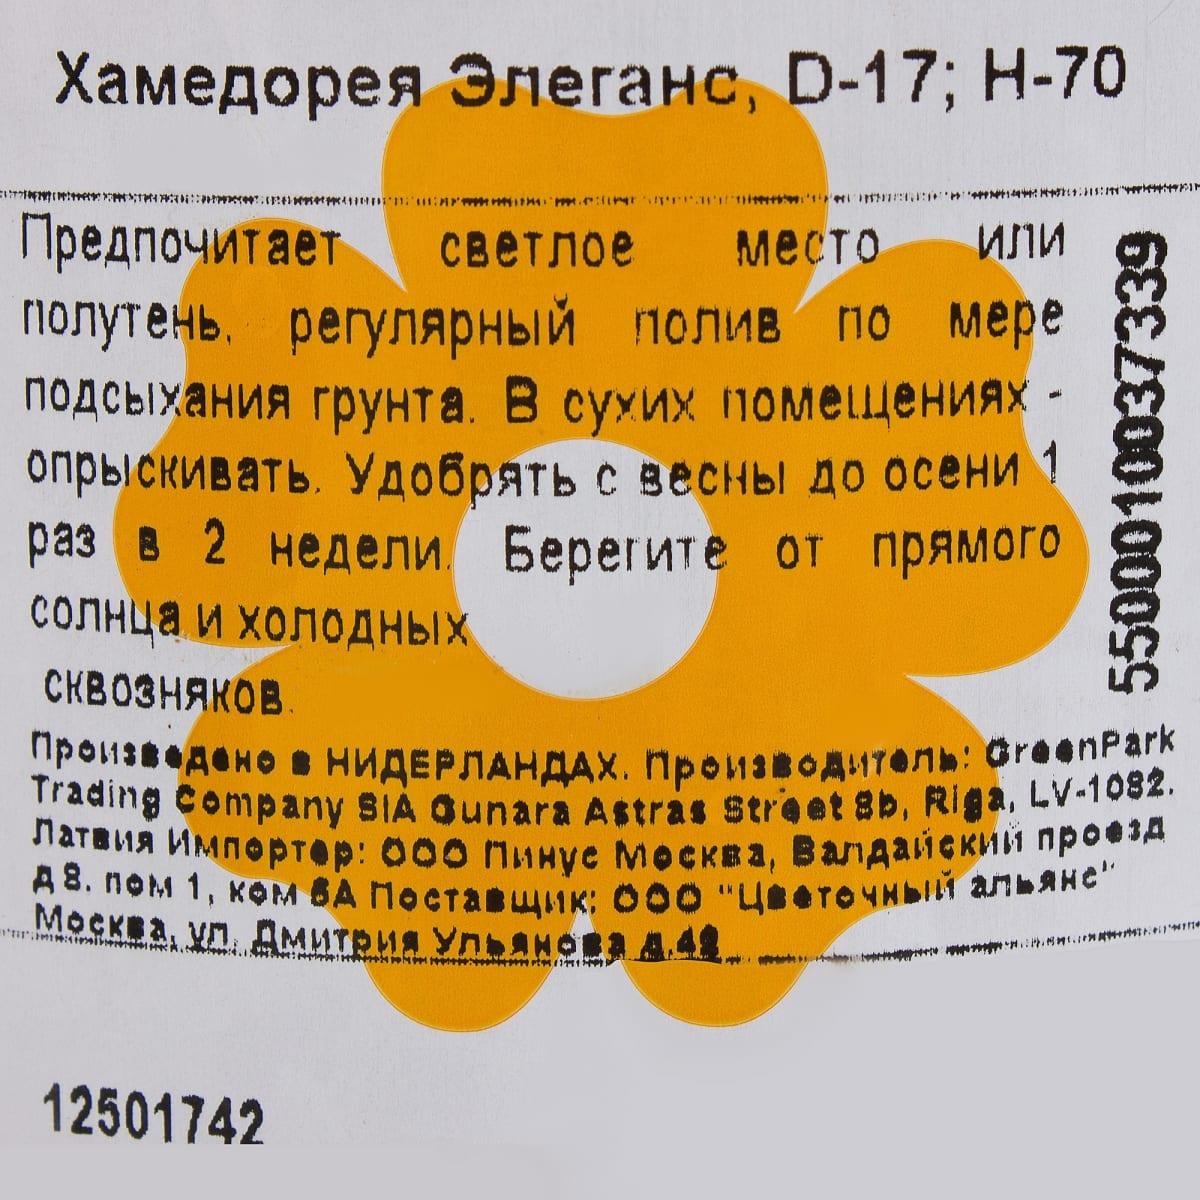 Хамедорея Элеганс, D-17; H-70
Предпочитает светлое место или
полутень, регулярный полив по мере
подсыхания грунта. В сухих помещениях -
опрыскивать. Удобрять с весны до осени 1
раз в 2 недели. Берегите от прямого
солнца и холодных
сквозняков.
5500010037339
Произведено в НИДЕРЛАНДАХ. Производитель: GreenPark
Trading Company SIA Gunara Astras Street 8b, Riga, LV-1082.
Латвия Импортер: ООО Пинус Москва, Валдайский проезд
д 8. пом 1, ком 6А Поставщик: ООО "Цветочный альянс"
Москва, ул. Дмитрия Ульянова д.42
12501742